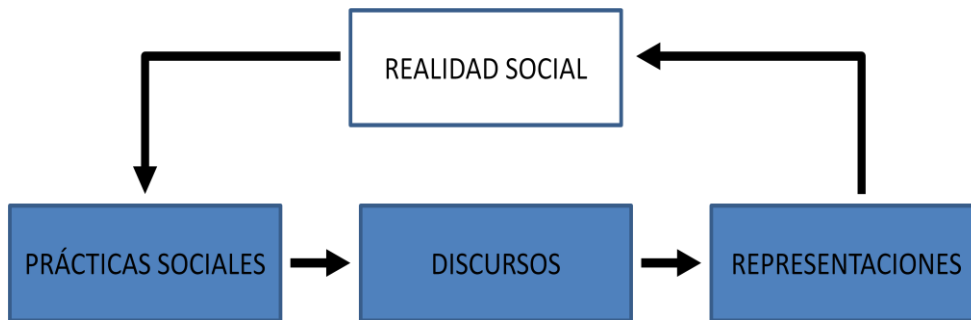 REALIDAD SOCIAL
PRÁCTICAS SOCIALES
DISCURSOS
REPRESENTACIONES